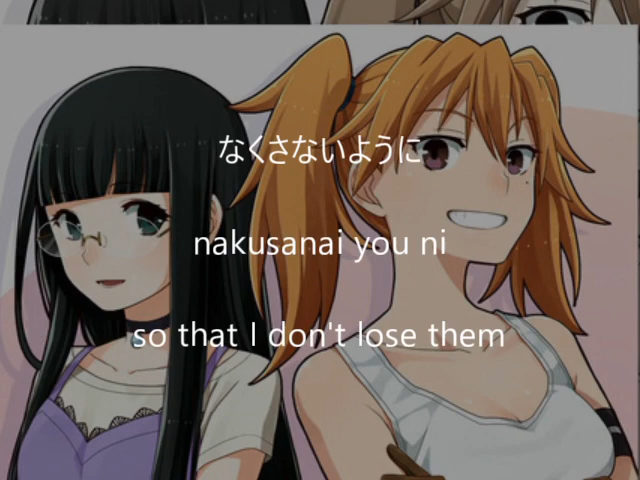 なくさないように
nakusanai you ni
so that I don't lose them